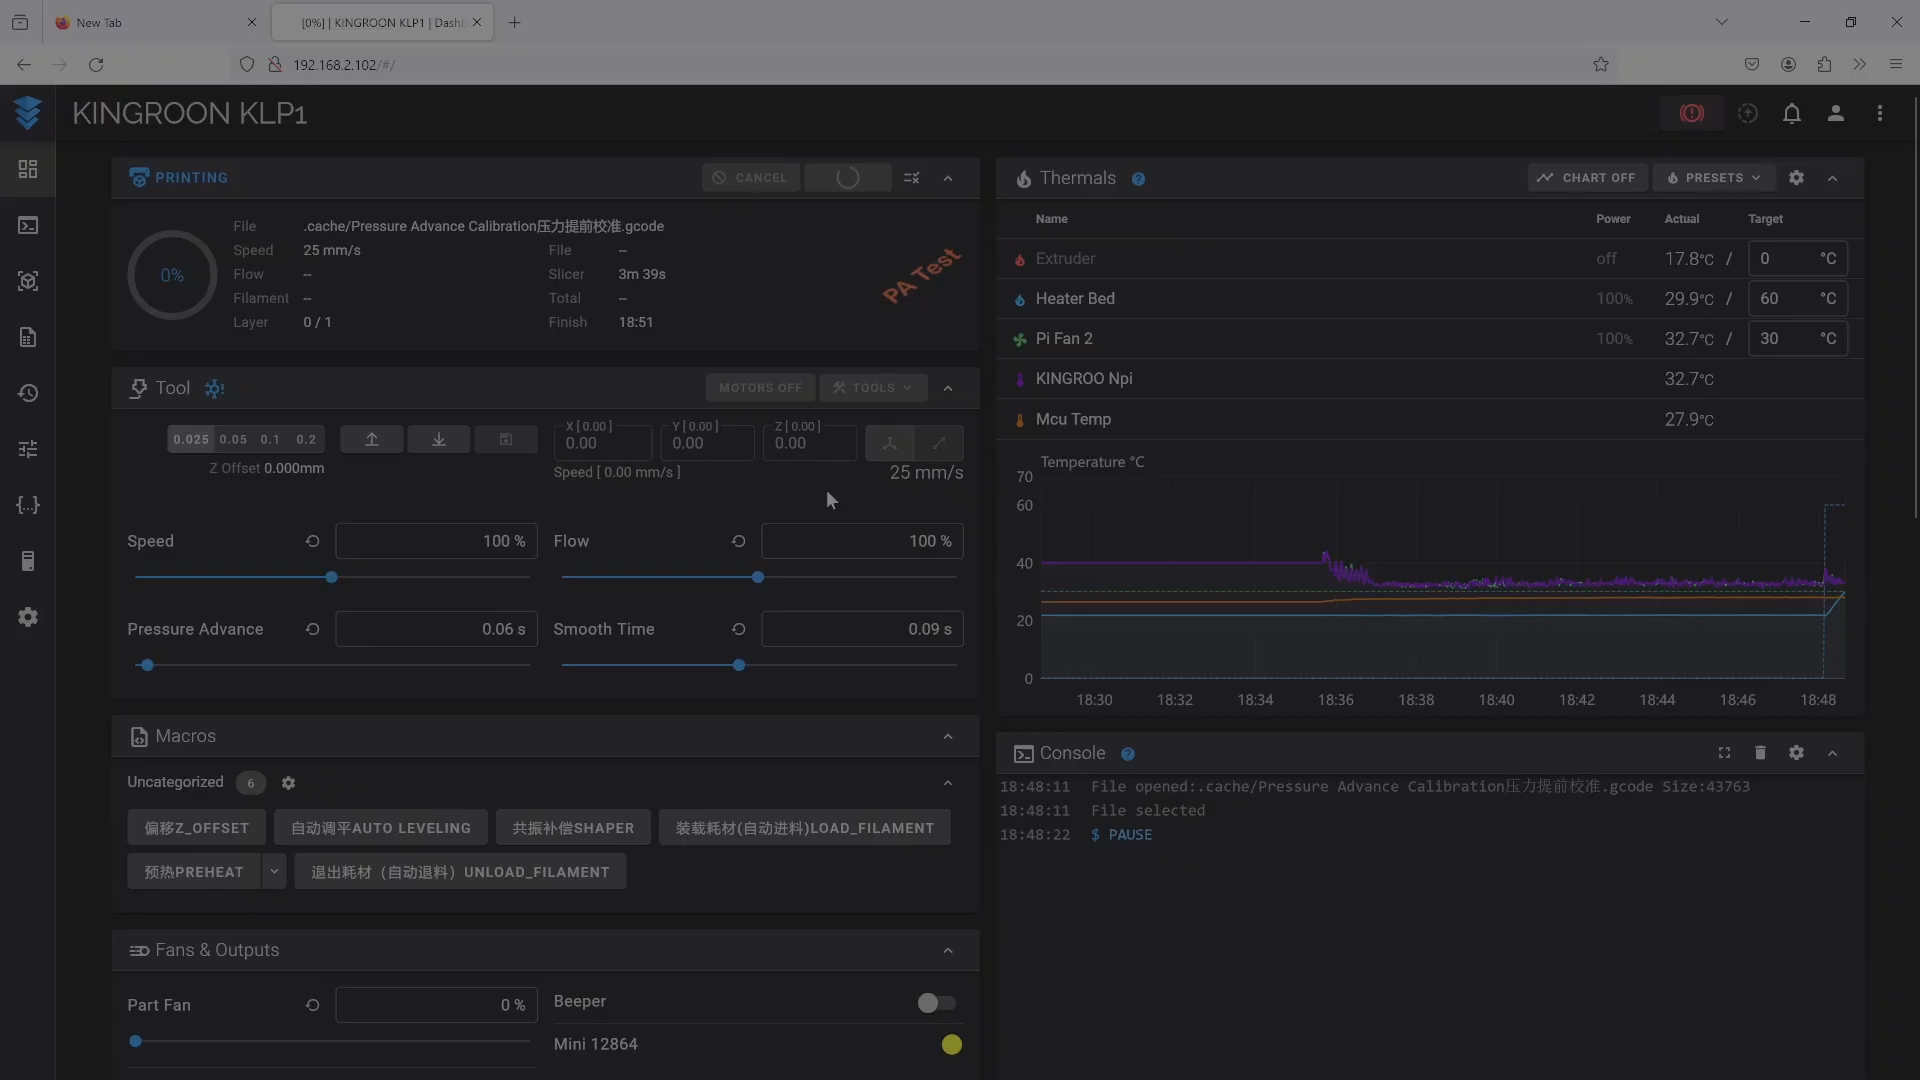 New Tab
[0%] | KINGROON KLP1 | Dashb
192.168.2.102/#/
KINGROON KLP1
PRINTING
CANCEL
File .cache/Pressure Advance Calibration压力提前校准.gcode
Speed 25 mm/s File --
Flow -- Slicer 3m 39s
Filament -- Total --
Layer 0 / 1 Finish 18:51
0%
PA Test
Tool
MOTORS OFF
TOOLS
0.025 0.05 0.1 0.2
Z Offset 0.000mm
X [ 0.00 ] Y [ 0.00 ] Z [ 0.00 ]
0.00 0.00 0.00
Speed [ 0.00 mm/s ] 25 mm/s
Speed 100 % Flow 100 %
Pressure Advance 0.06 s Smooth Time 0.09 s
Macros
Uncategorized 6
偏移Z_OFFSET 自动调平AUTO LEVELING 共振补偿SHAPER 装载耗材(自动进料)LOAD_FILAMENT
预热PREHEAT 退出耗材（自动退料）UNLOAD_FILAMENT
Fans & Outputs
Part Fan 0 % Beeper
Mini 12864
Thermals
CHART OFF
PRESETS
Name Power Actual Target
Extruder off 17.8°C / 0 °C
Heater Bed 100% 29.9°C / 60 °C
Pi Fan 2 100% 32.7°C / 30 °C
KINGROO Npi 32.7°C
Mcu Temp 27.9°C
Temperature °C
70
60
40
20
0
18:30 18:32 18:34 18:36 18:38 18:40 18:42 18:44 18:46 18:48
Console
18:48:11 File opened:.cache/Pressure Advance Calibration压力提前校准.gcode Size:43763
18:48:11 File selected
18:48:22 $ PAUSE